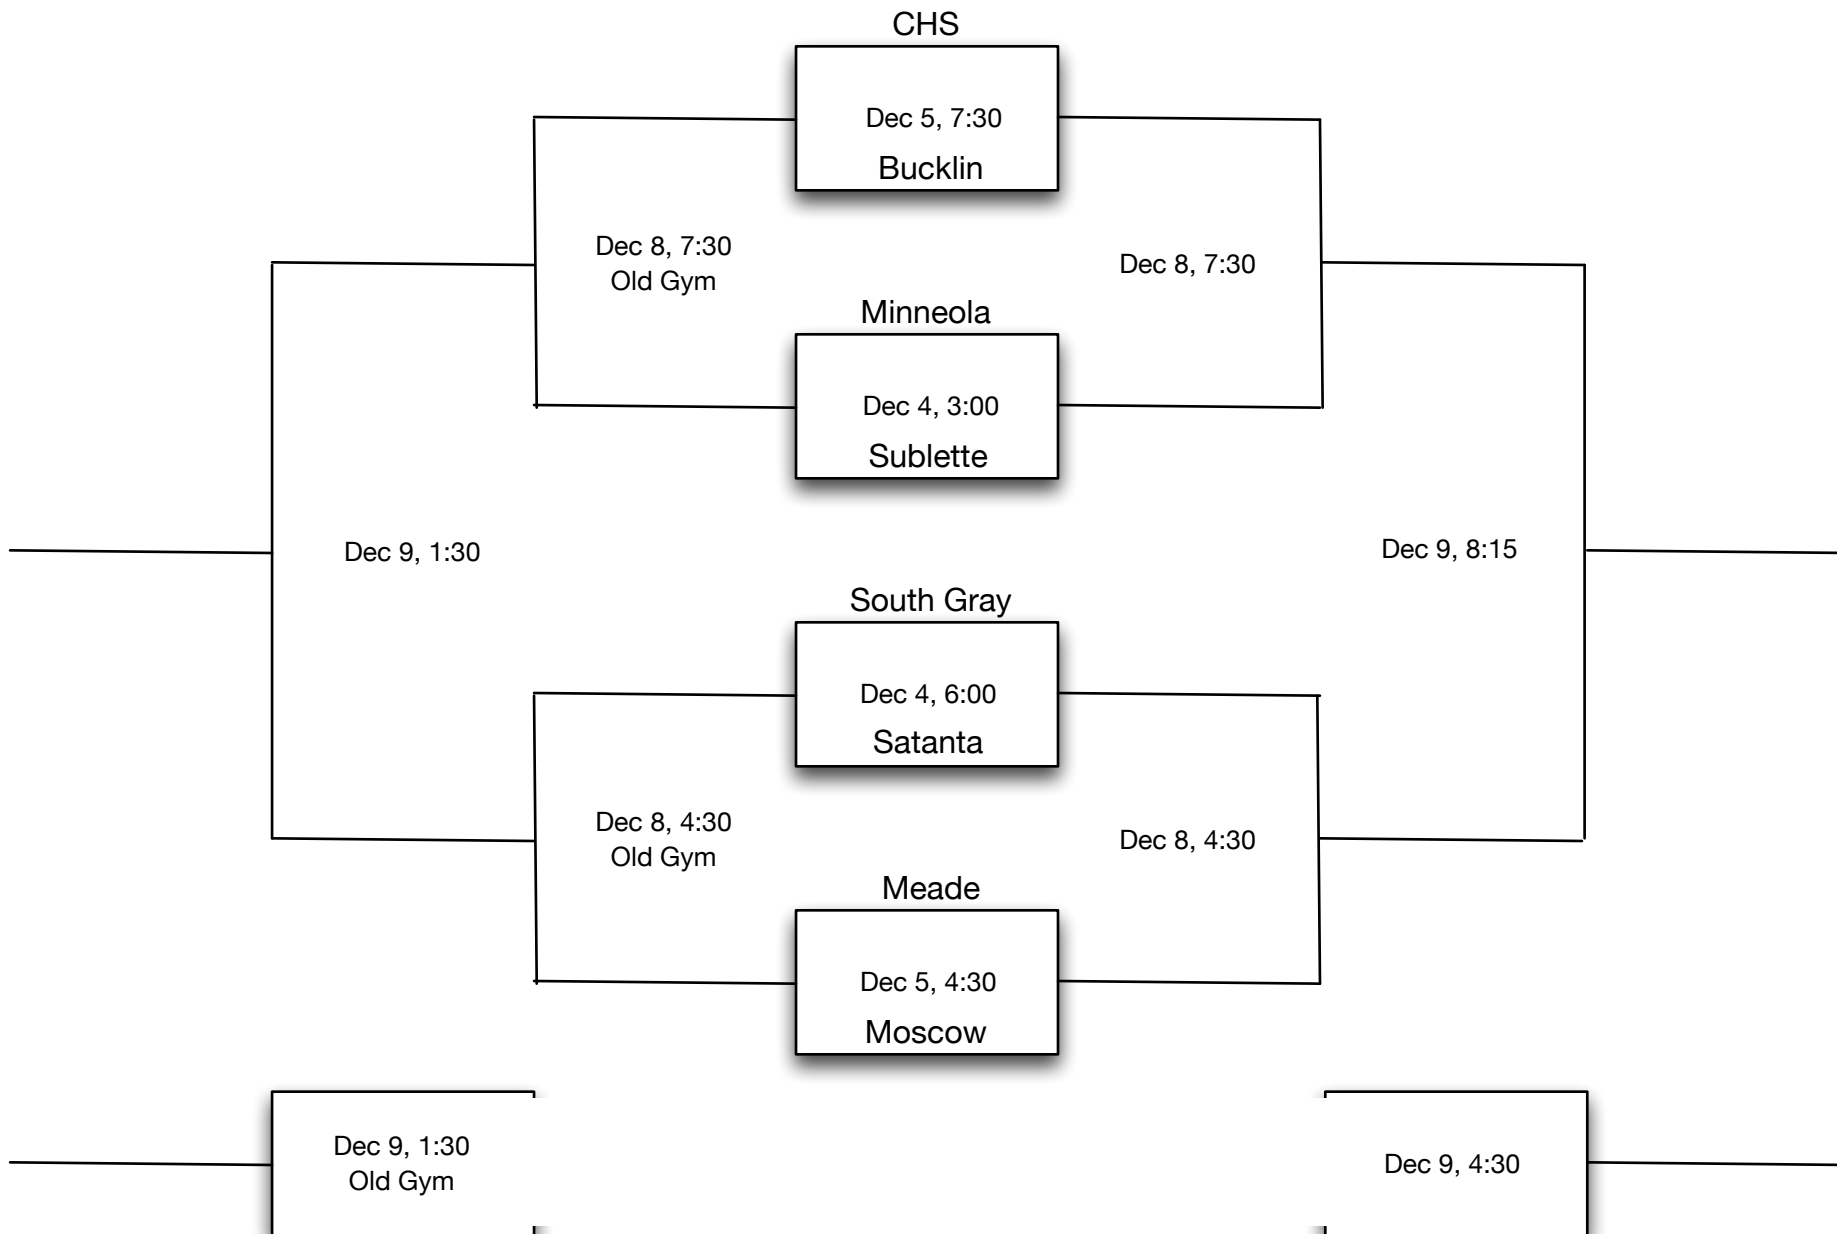 CHS
Dec 5, 7:30
Bucklin
Dec 8, 7:30
Old Gym
Dec 8, 7:30
Minneola
Dec 4, 3:00
Sublette
Dec 9, 1:30
Dec 9, 8:15
South Gray
Dec 4, 6:00
Satanta
Dec 8, 4:30
Old Gym
Dec 8, 4:30
Meade
Dec 5, 4:30
Moscow
Dec 9, 1:30
Old Gym
Dec 9, 4:30